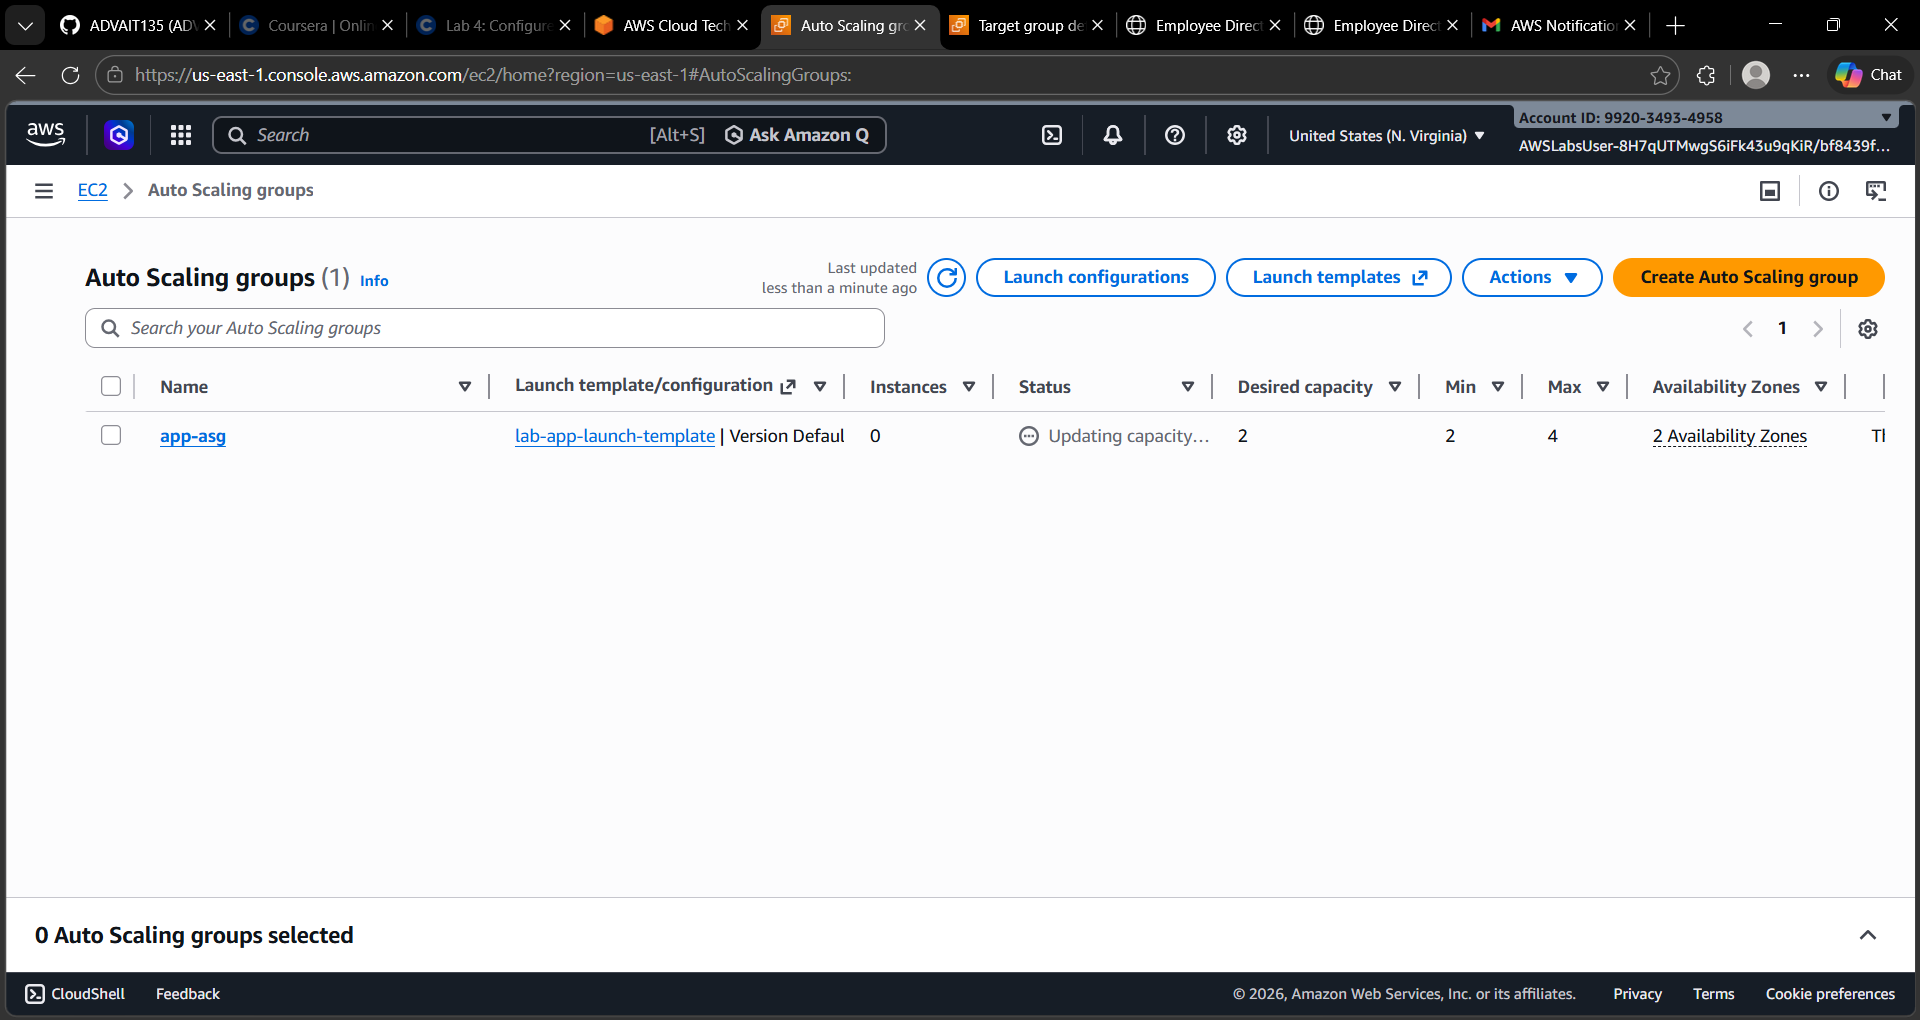 ADVAIT135 (ADV
Coursera | Onlin
Lab 4: Configure
AWS Cloud Tech
Auto Scaling gro
Target group de
Employee Direct
Employee Direct
AWS Notification
https://us-east-1.console.aws.amazon.com/ec2/home?region=us-east-1#AutoScalingGroups:
Chat
aws
Search
[Alt+S]
Ask Amazon Q
United States (N. Virginia)
Account ID: 9920-3493-4958
AWSLabsUser-8H7qUTMwgS6iFk43u9qKiR/bf8439f...
EC2
Auto Scaling groups
Auto Scaling groups (1) Info
Last updated
less than a minute ago
Launch configurations
Launch templates
Actions
Create Auto Scaling group
Search your Auto Scaling groups
1
Name
Launch template/configuration
Instances
Status
Desired capacity
Min
Max
Availability Zones
app-asg
lab-app-launch-template | Version Defaul
0
Updating capacity...
2
2
4
2 Availability Zones
Tl
0 Auto Scaling groups selected
CloudShell
Feedback
© 2026, Amazon Web Services, Inc. or its affiliates.
Privacy
Terms
Cookie preferences